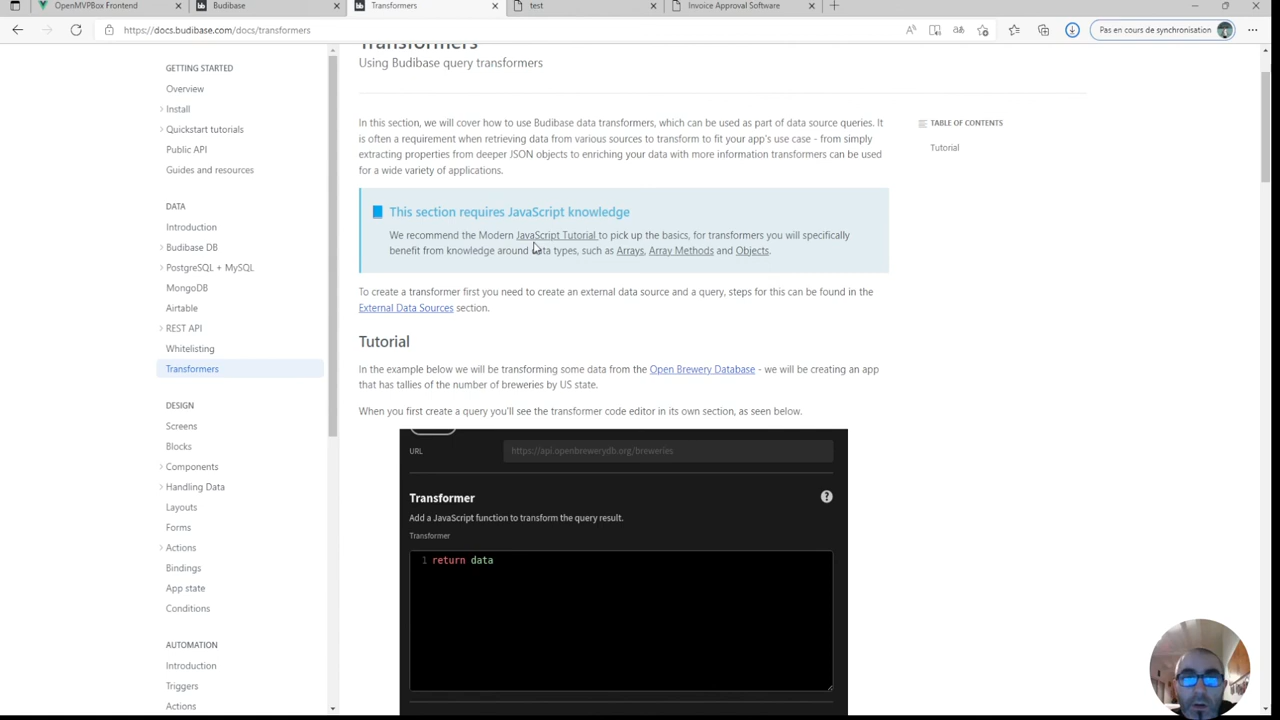 OpenMVPBox Frontend
Budibase
Transformers
test
Invoice Approval Software
https://docs.budibase.com/docs/transformers
Pas en cours de synchronisation
GETTING STARTED
Overview
Install
Quickstart tutorials
Public API
Guides and resources
DATA
Introduction
Budibase DB
PostgreSQL + MySQL
MongoDB
Airtable
REST API
Whitelisting
Transformers
DESIGN
Screens
Blocks
Components
Handling Data
Layouts
Forms
Actions
Bindings
App state
Conditions
AUTOMATION
Introduction
Triggers
Actions
Transformers
Using Budibase query transformers
In this section, we will cover how to use Budibase data transformers, which can be used as part of data source queries. It
is often a requirement when retrieving data from various sources to transform to fit your app's use case - from simply
extracting properties from deeper JSON objects to enriching your data with more information transformers can be used
for a wide variety of applications.
This section requires JavaScript knowledge
We recommend the Modern JavaScript Tutorial to pick up the basics, for transformers you will specifically
benefit from knowledge around data types, such as Arrays, Array Methods and Objects.
To create a transformer first you need to create an external data source and a query, steps for this can be found in the
External Data Sources section.
Tutorial
In the example below we will be transforming some data from the Open Brewery Database - we will be creating an app
that has tallies of the number of breweries by US state.
When you first create a query you'll see the transformer code editor in its own section, as seen below.
URL
https://api.openbrewerydb.org/breweries
Transformer
Add a JavaScript function to transform the query result.
Transformer
1 return data
TABLE OF CONTENTS
Tutorial